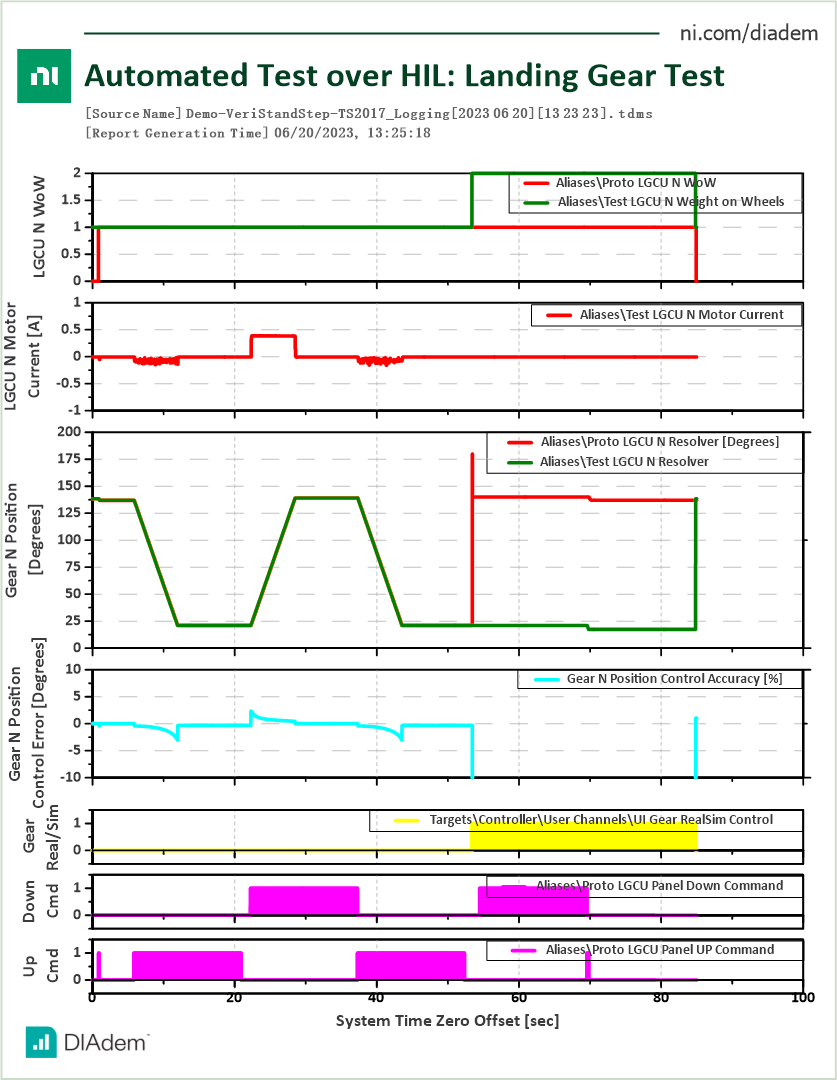 ni.com/diadem
ni
Automated Test over HIL: Landing Gear Test
[Source Name] Demo-VeriStandStep-TS2017_Logging[2023 06 20][13 23 23].tdms
[Report Generation Time] 06/20/2023, 13:25:18
LGCU N WoW
2
1.5
1
0.5
0
Aliases\Proto LGCU N WoW
Aliases\Test LGCU N Weight on Wheels
LGCU N Motor
Current [A]
1
0.5
0
-0.5
-1
Aliases\Test LGCU N Motor Current
Gear N Position
[Degrees]
200
175
150
125
100
75
50
25
0
Aliases\Proto LGCU N Resolver [Degrees]
Aliases\Test LGCU N Resolver
Gear N Position
Control Error [Degrees]
10
5
0
-5
-10
Gear N Position Control Accuracy [%]
Gear
Real/Sim
1
0
Targets\Controller\User Channels\UI Gear RealSim Control
Down
Cmd
1
0
Aliases\Proto LGCU Panel Down Command
Up
Cmd
1
0
Aliases\Proto LGCU Panel UP Command
0 20 40 60 80 100
System Time Zero Offset [sec]
DIAdem™